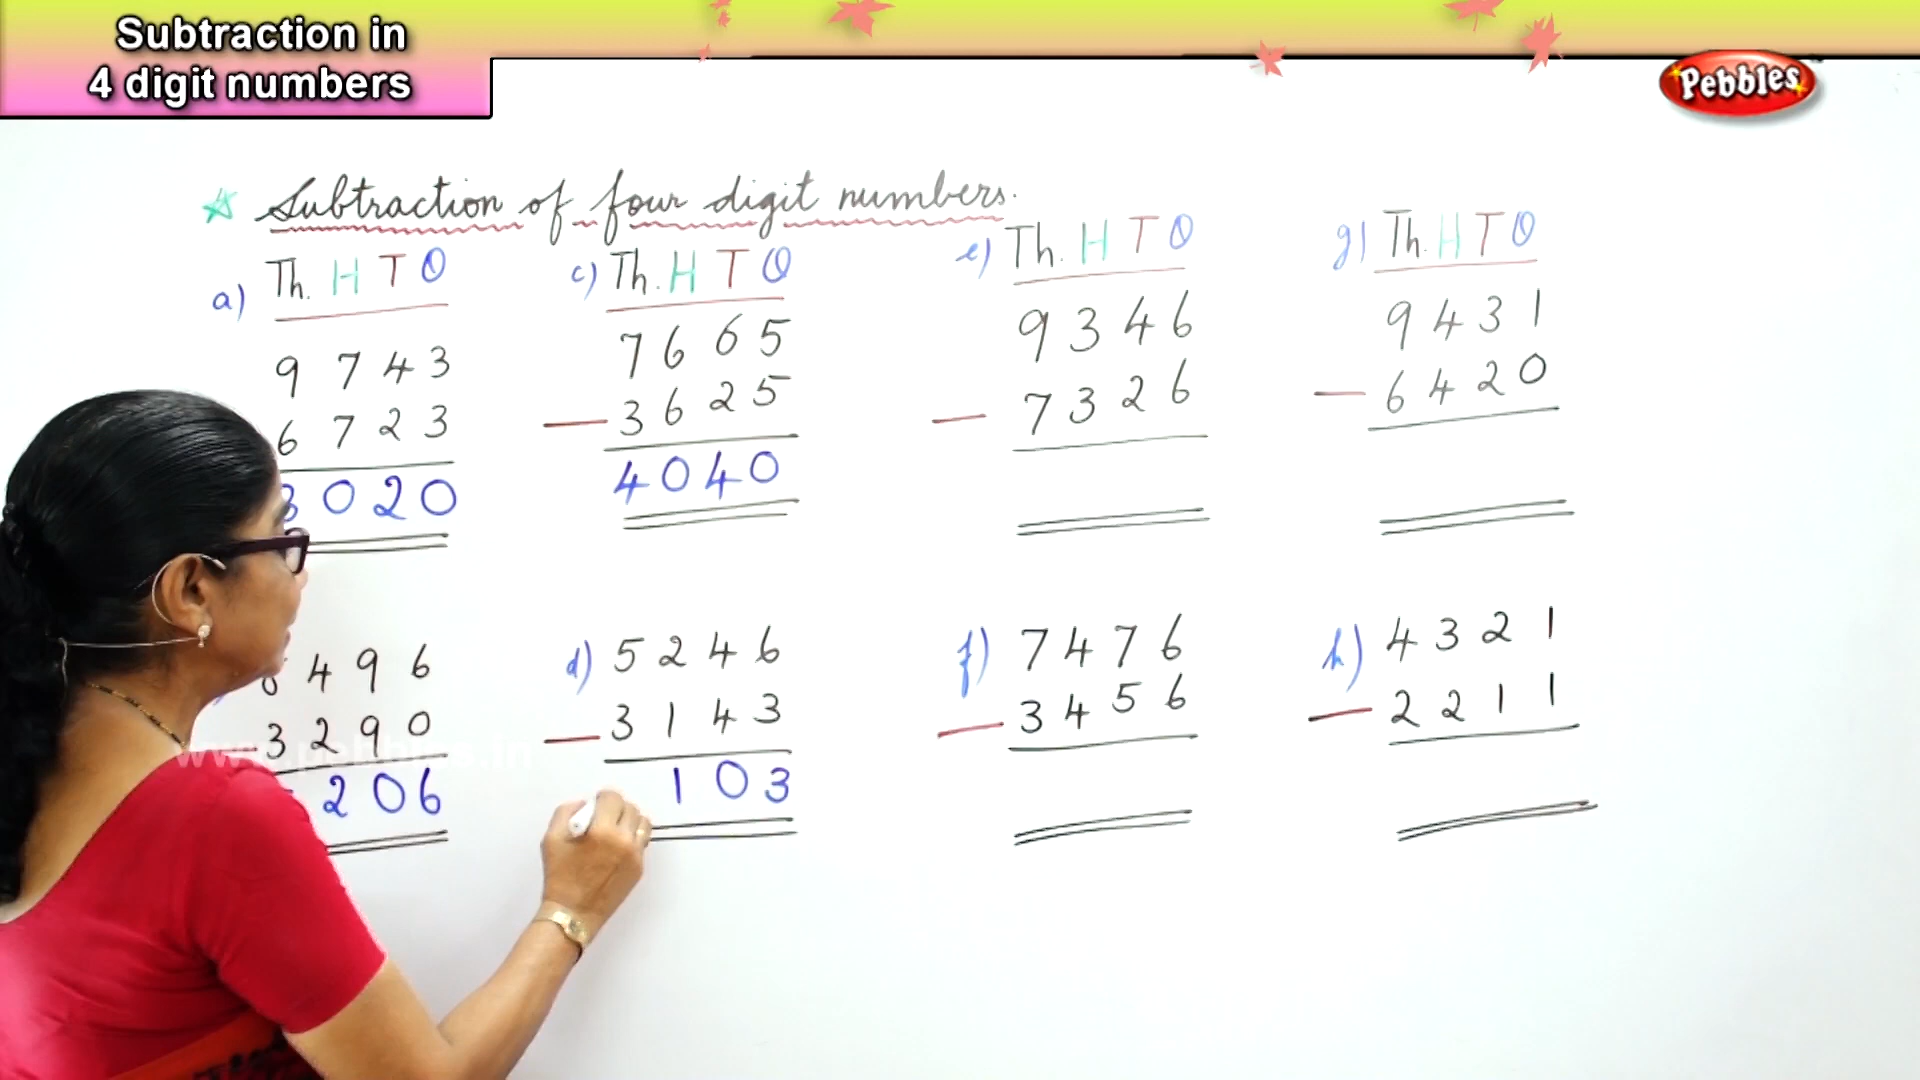 Subtraction in
4 digit numbers
Pebbles
Subtraction of four digit numbers.
a) Th. H T O
9 7 4 3
6 7 2 3
3 0 2 0
c) Th. H T O
7 6 6 5
— 3 6 2 5
4 0 4 0
e) Th. H T O
9 3 4 6
— 7 3 2 6
g) Th. H T O
9 4 3 1
— 6 4 2 0
4 9 6
3 2 9 0
2 0 6
d) 5 2 4 6
— 3 1 4 3
1 0 3
f) 7 4 7 6
— 3 4 5 6
h) 4 3 2 1
— 2 2 1 1
www.pebbles.in